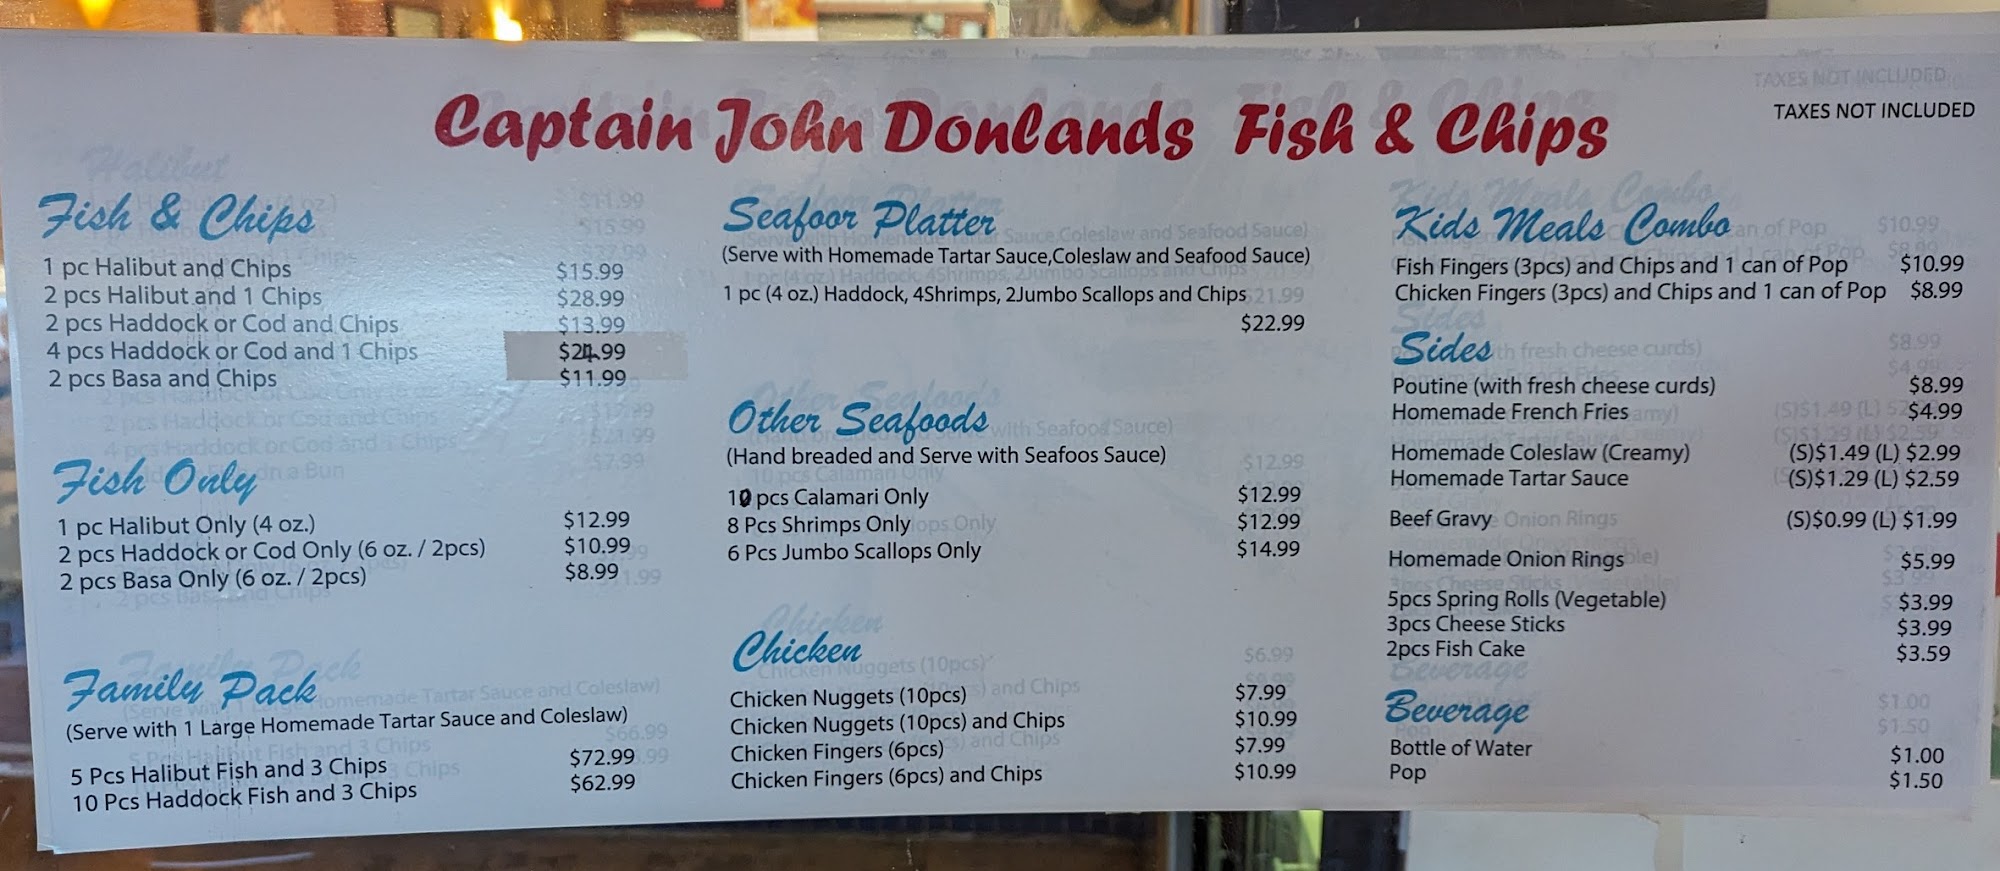 Captain John Donlands Fish & Chips
TAXES NOT INCLUDED
Fish & Chips
1 pc Halibut and Chips $15.99
2 pcs Halibut and 1 Chips $28.99
2 pcs Haddock or Cod and Chips $13.99
4 pcs Haddock or Cod and 1 Chips $24.99
2 pcs Basa and Chips $11.99
Fish Only
1 pc Halibut Only (4 oz.) $12.99
2 pcs Haddock or Cod Only (6 oz. / 2pcs) $10.99
2 pcs Basa Only (6 oz. / 2pcs) $8.99
Family Pack
(Serve with 1 Large Homemade Tartar Sauce and Coleslaw)
5 Pcs Halibut Fish and 3 Chips $72.99
10 Pcs Haddock Fish and 3 Chips $62.99
Seafoor Platter
(Serve with Homemade Tartar Sauce,Coleslaw and Seafood Sauce)
1 pc (4 oz.) Haddock, 4Shrimps, 2Jumbo Scallops and Chips
$22.99
Other Seafoods
(Hand breaded and Serve with Seafoos Sauce)
10 pcs Calamari Only $12.99
8 Pcs Shrimps Only $12.99
6 Pcs Jumbo Scallops Only $14.99
Chicken
Chicken Nuggets (10pcs) $7.99
Chicken Nuggets (10pcs) and Chips $10.99
Chicken Fingers (6pcs) $7.99
Chicken Fingers (6pcs) and Chips $10.99
Kids Meals Combo
Fish Fingers (3pcs) and Chips and 1 can of Pop $10.99
Chicken Fingers (3pcs) and Chips and 1 can of Pop $8.99
Sides
Poutine (with fresh cheese curds) $8.99
Homemade French Fries $4.99
Homemade Coleslaw (Creamy) (S)$1.49 (L) $2.99
Homemade Tartar Sauce (S)$1.29 (L) $2.59
Beef Gravy (S)$0.99 (L) $1.99
Homemade Onion Rings $5.99
5pcs Spring Rolls (Vegetable) $3.99
3pcs Cheese Sticks $3.99
2pcs Fish Cake $3.59
Beverage
Bottle of Water $1.00
Pop $1.50